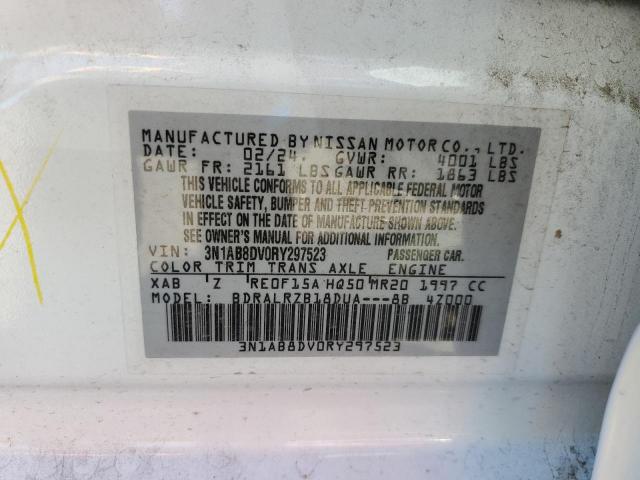 MANUFACTURED BY NISSAN MOTOR CO., LTD.
DATE: 02/24 GVWR: 4001 LBS
GAWR FR: 2161 LBS GAWR RR: 1863 LBS
THIS VEHICLE CONFORMS TO ALL APPLICABLE FEDERAL MOTOR
VEHICLE SAFETY, BUMPER AND THEFT PREVENTION STANDARDS
IN EFFECT ON THE DATE OF MANUFACTURE SHOWN ABOVE.
SEE OWNER'S MANUAL FOR ADDITIONAL INFORMATION.
VIN: 3N1AB8DV0RY297523 PASSENGER CAR.
COLOR TRIM TRANS AXLE ENGINE
XAB Z RE0F15A HQ50 MR20 1997 CC
MODEL: BDRALRZB18DUA---8B 4Z000
3N1AB8DV0RY297523